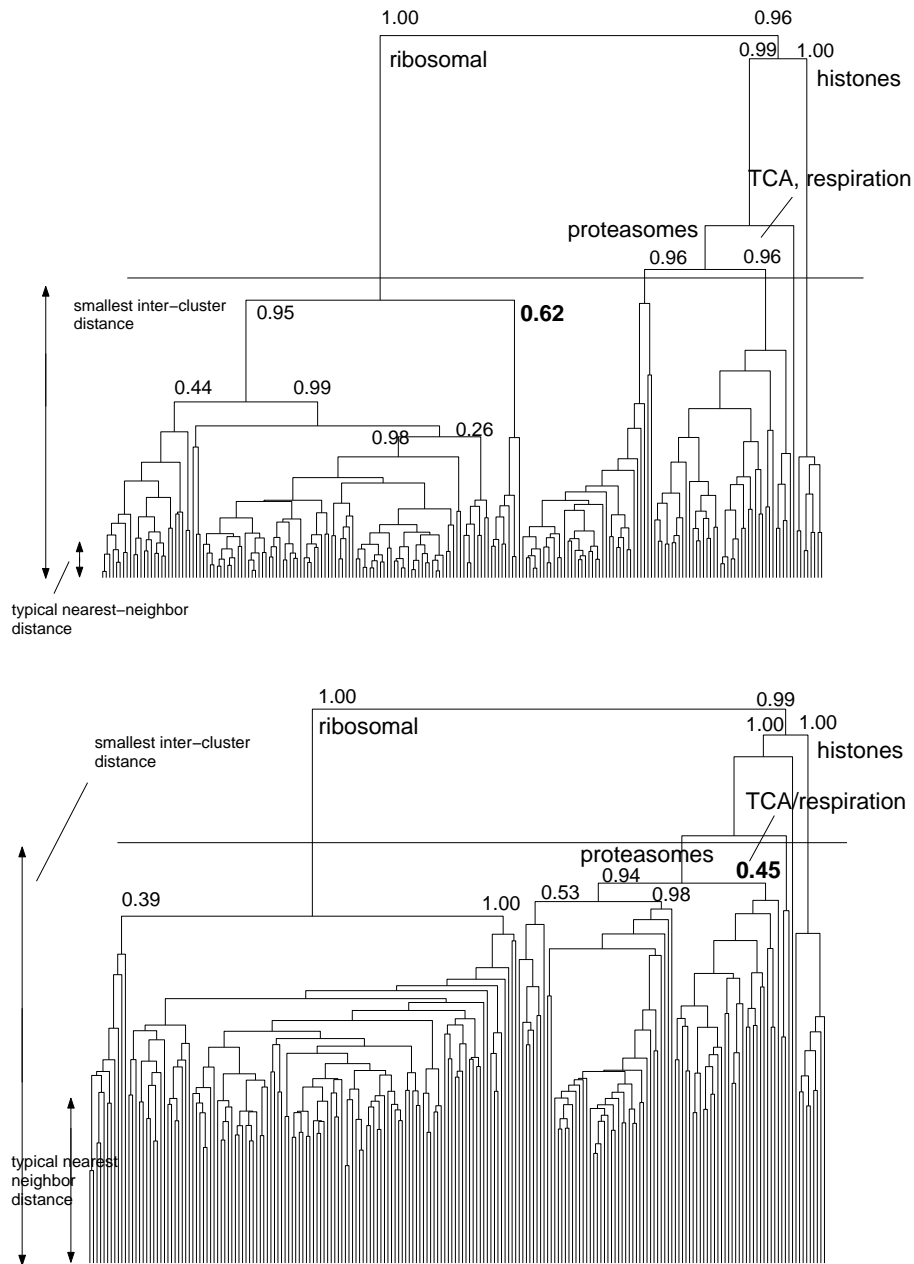 1.00
0.96
ribosomal
0.99
1.00
histones
TCA, respiration
proteasomes
0.96
0.96
smallest inter−cluster
distance
0.95
0.62
0.44
0.99
0.98
0.26
typical nearest−neighbor
distance
1.00
0.99
ribosomal
1.00
1.00
histones
smallest inter−cluster
distance
TCA/respiration
proteasomes
0.45
0.94
0.53
0.98
0.39
1.00
typical nearest
neighbor
distance